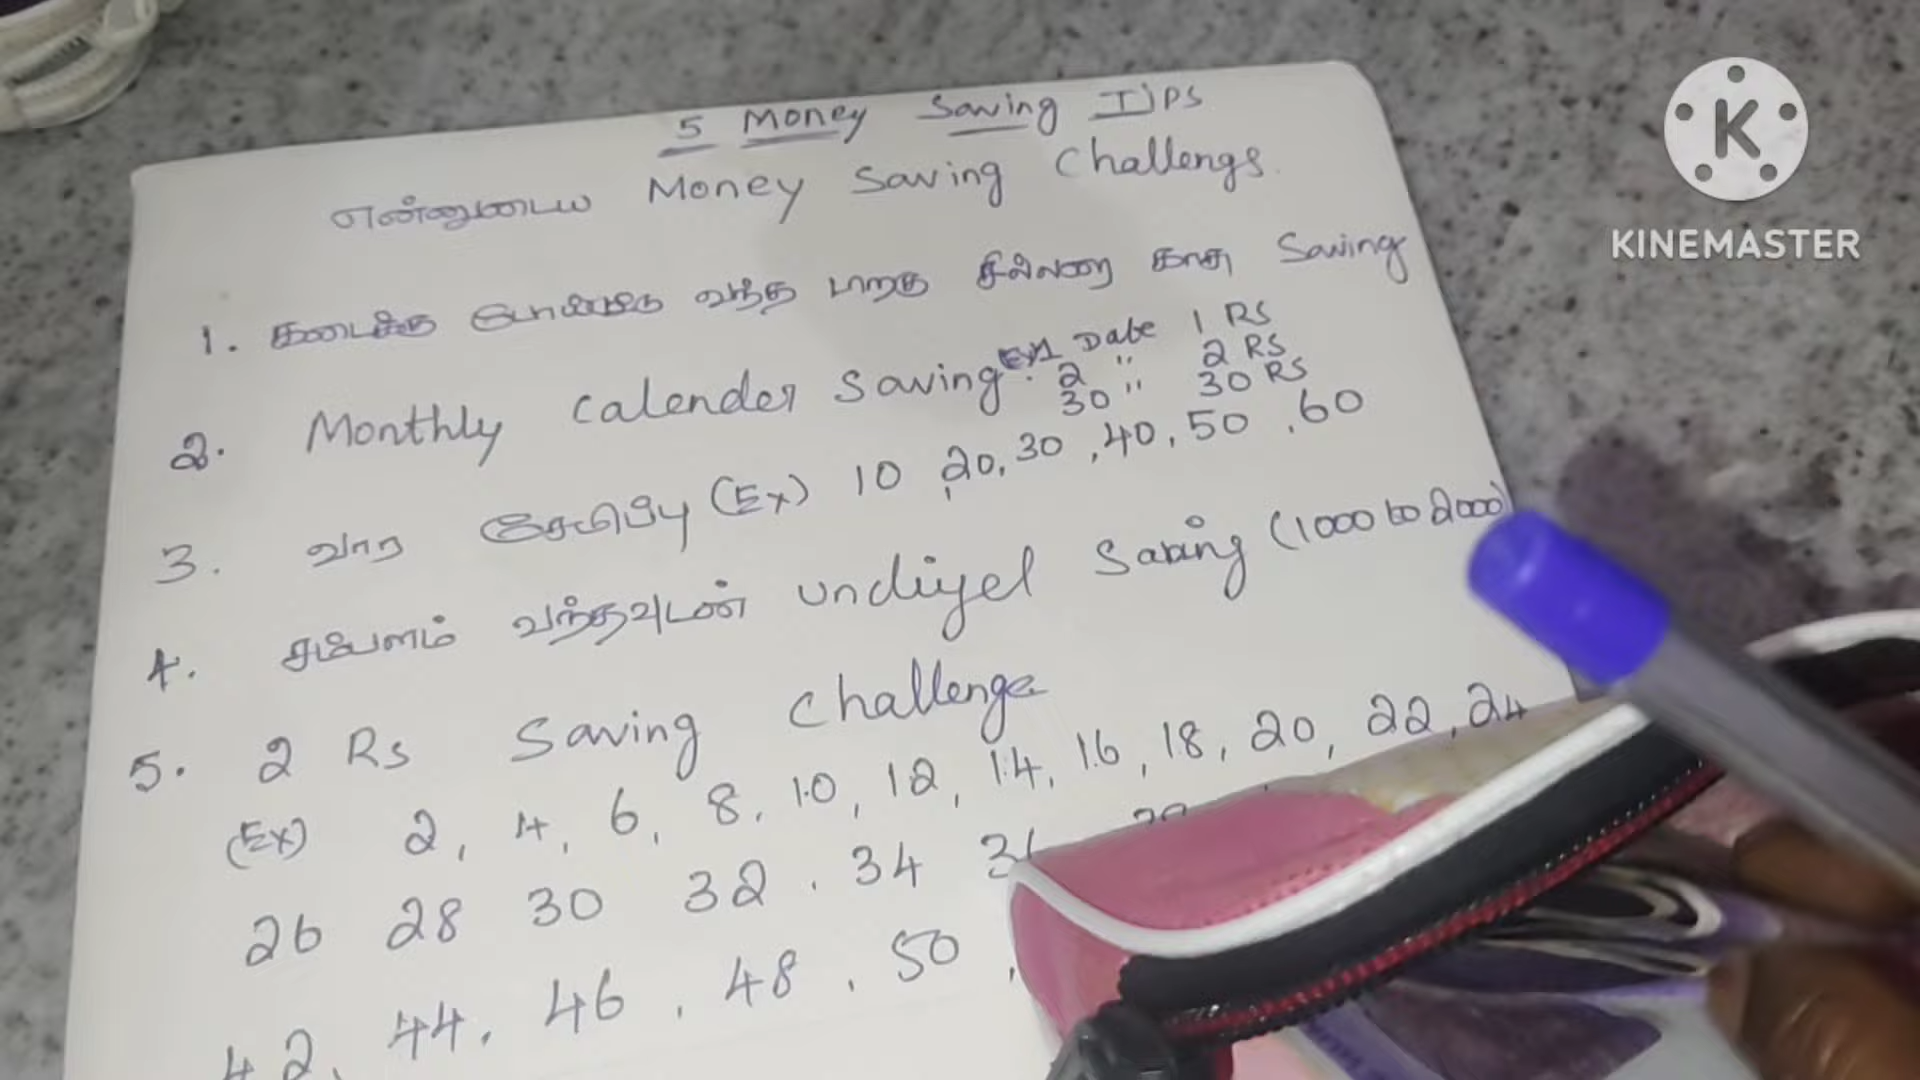 5 Money Saving Tips
என்னுடைய Money Saving Challengs.
1. கடைக்கு போய்ட்டு வந்த பிறகு சில்லறை காசு Saving
2. Monthly Calender Saving. Ex 1 Date 1 RS
2 " 2 RS
30 " 30 RS
3. வார சேமிப்பு (Ex) 10, 20, 30, 40, 50, 60
4. சம்பளம் வந்தவுடன் undiyel Saving (1000 to 2000)
5. 2 Rs Saving Challenge
(Ex) 2, 4, 6, 8, 10, 12, 14, 16, 18, 20, 22, 24
26 28 30 32, 34
42, 44, 46, 48, 50,
KINEMASTER